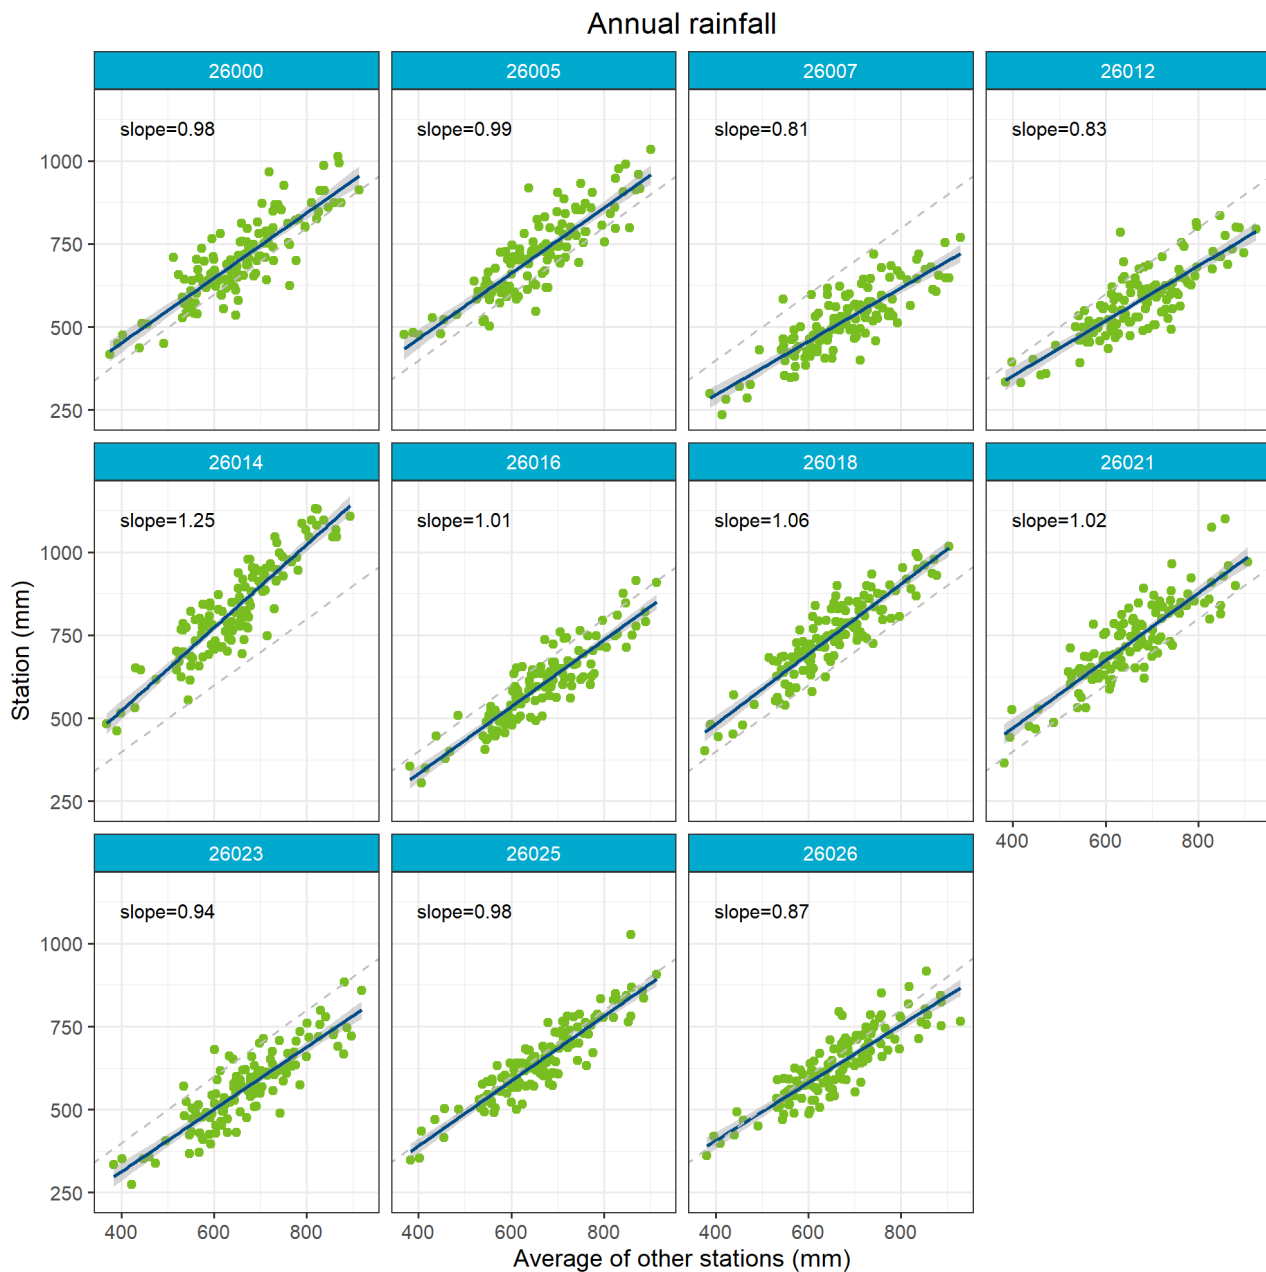 Annual rainfall
26000 26005 26007 26012
slope=0.98 slope=0.99 slope=0.81 slope=0.83
1000
750
500
250
26014 26016 26018 26021
slope=1.25 slope=1.01 slope=1.06 slope=1.02
1000
750
500
250
400 600 800
26023 26025 26026
slope=0.94 slope=0.98 slope=0.87
1000
750
500
250
400 600 800 400 600 800 400 600 800
Average of other stations (mm)
Station (mm)